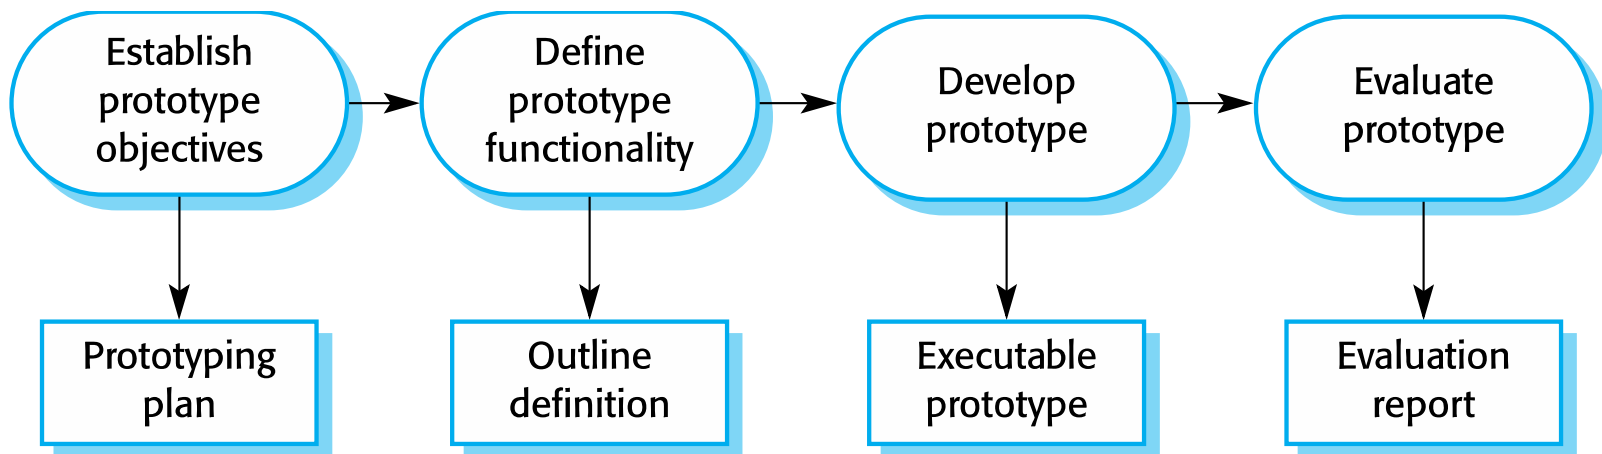 Establish
prototype
objectives
Define
prototype
functionality
Develop
prototype
Evaluate
prototype
Prototyping
plan
Outline
definition
Executable
prototype
Evaluation
report